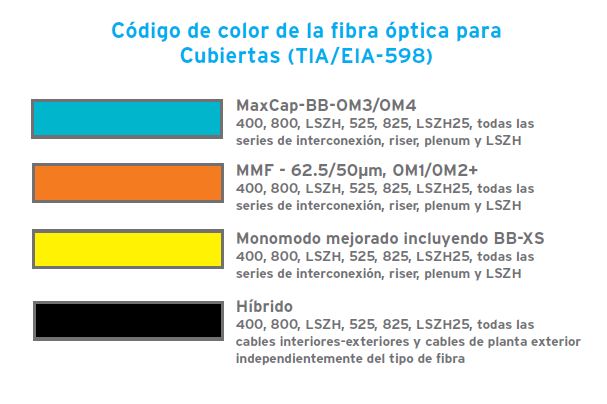 Código de color de la fibra óptica para
Cubiertas (TIA/EIA-598)
MaxCap-BB-OM3/OM4
400, 800, LSZH, 525, 825, LSZH25, todas las
series de interconexión, riser, plenum y LSZH
MMF - 62.5/50µm, OM1/OM2+
400, 800, LSZH, 525, 825, LSZH25, todas las
series de interconexión, riser, plenum y LSZH
Monomodo mejorado incluyendo BB-XS
400, 800, LSZH, 525, 825, LSZH25, todas las
series de interconexión, riser, plenum y LSZH
Híbrido
400, 800, LSZH, 525, 825, LSZH25, todas las
cables interiores-exteriores y cables de planta exterior
independientemente del tipo de fibra